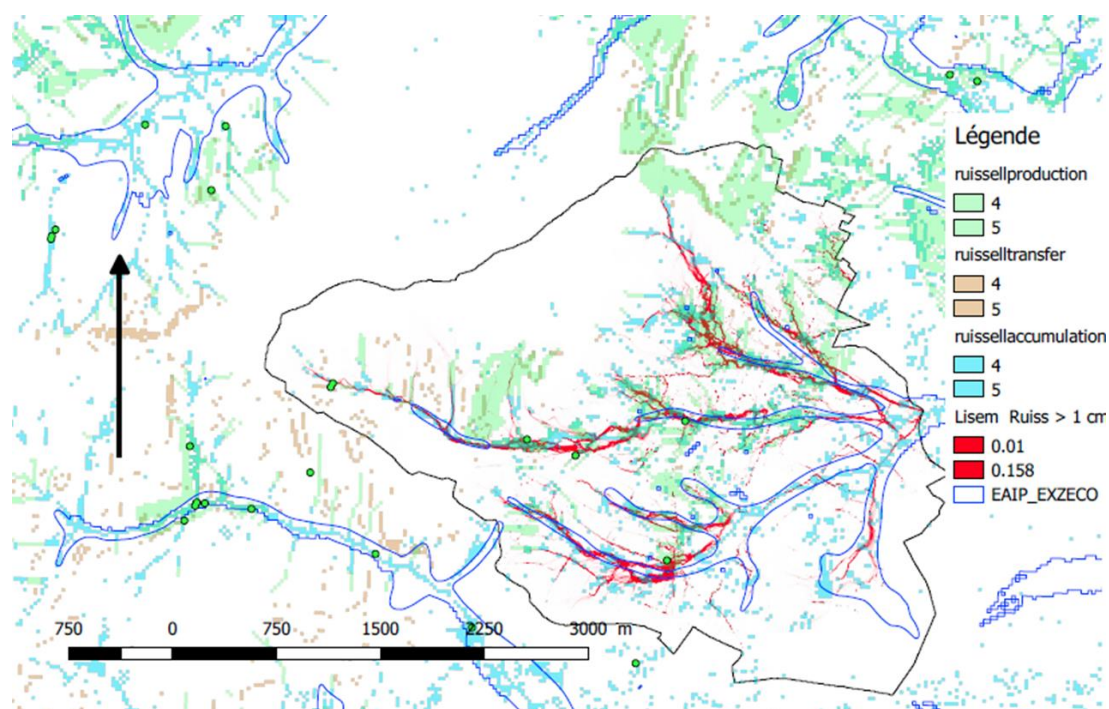 Légende
ruissellproduction
4
5
ruisselltransfer
4
5
ruissellaccumulation
4
5
Lisem Ruiss > 1 cm
0.01
0.158
EAIP_EXZECO
750 0 750 1500 2250 3000 m